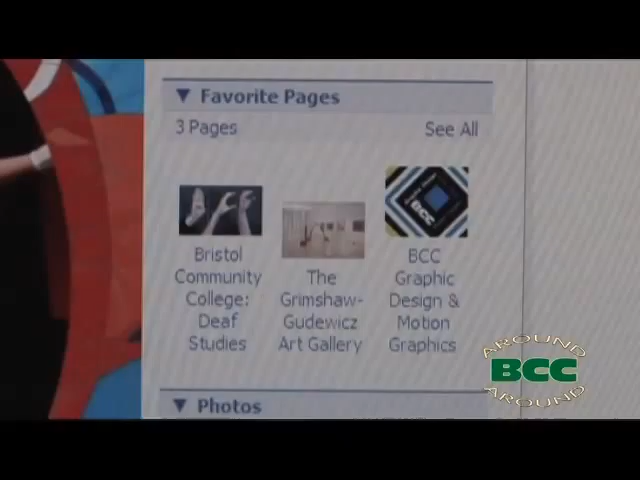 Favorite Pages
3 Pages
See All
Bristol
Community
College:
Deaf
Studies
The
Grimshaw-
Gudewicz
Art Gallery
BCC
BCC
Graphic
Design &
Motion
Graphics
Photos
AROUND
BCC
AROUND